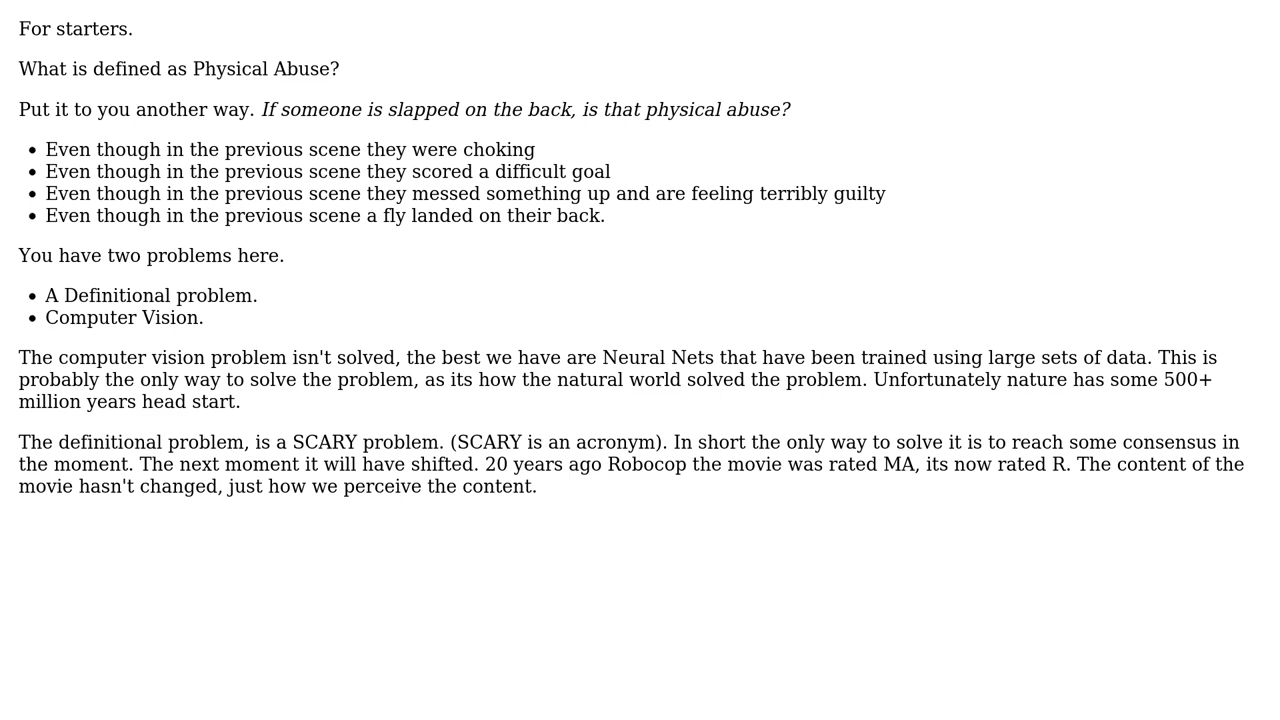 For starters.
What is defined as Physical Abuse?
Put it to you another way. If someone is slapped on the back, is that physical abuse?
• Even though in the previous scene they were choking
• Even though in the previous scene they scored a difficult goal
• Even though in the previous scene they messed something up and are feeling terribly guilty
• Even though in the previous scene a fly landed on their back.
You have two problems here.
• A Definitional problem.
• Computer Vision.
The computer vision problem isn't solved, the best we have are Neural Nets that have been trained using large sets of data. This is
probably the only way to solve the problem, as its how the natural world solved the problem. Unfortunately nature has some 500+
million years head start.
The definitional problem, is a SCARY problem. (SCARY is an acronym). In short the only way to solve it is to reach some consensus in
the moment. The next moment it will have shifted. 20 years ago Robocop the movie was rated MA, its now rated R. The content of the
movie hasn't changed, just how we perceive the content.